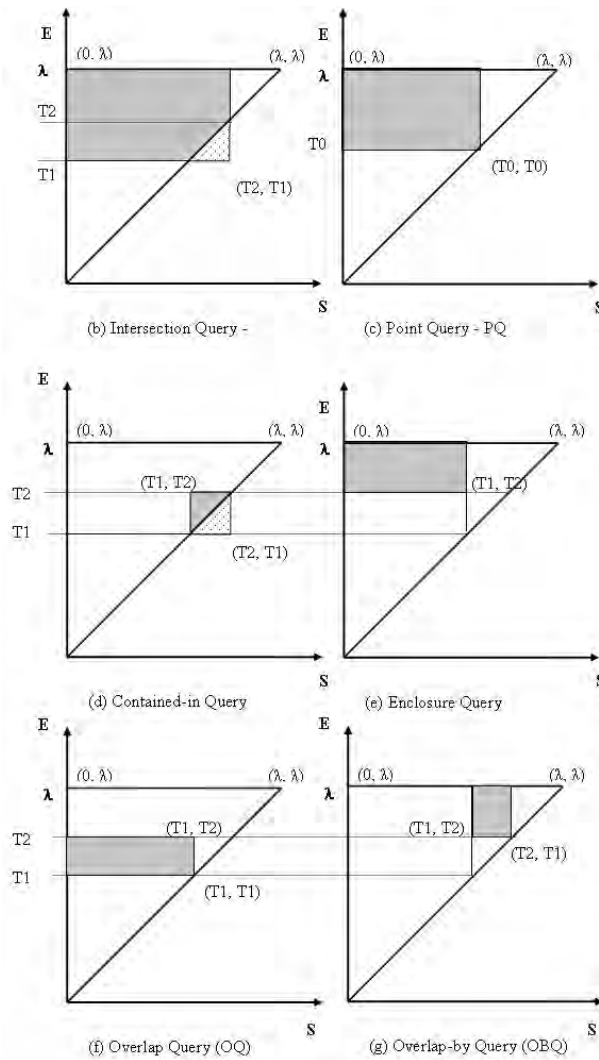 E
(0, λ)
(λ, λ)
λ
T2
T1
(T2, T1)
S
(b) Intersection Query -
E
(0, λ)
(λ, λ)
λ
T0
(T0, T0)
S
(c) Point Query - PQ
E
(0, λ)
(λ, λ)
λ
T2
(T1, T2)
T1
(T2, T1)
S
(d) Contained-in Query
E
(0, λ)
(λ, λ)
λ
(T1, T2)
S
(e) Enclosure Query
E
(0, λ)
(λ, λ)
λ
T2
(T1, T2)
T1
(T1, T1)
S
(f) Overlap Query (OQ)
E
(0, λ)
(λ, λ)
λ
(T1, T2)
(T2, T1)
S
(g) Overlap-by Query (OBQ)